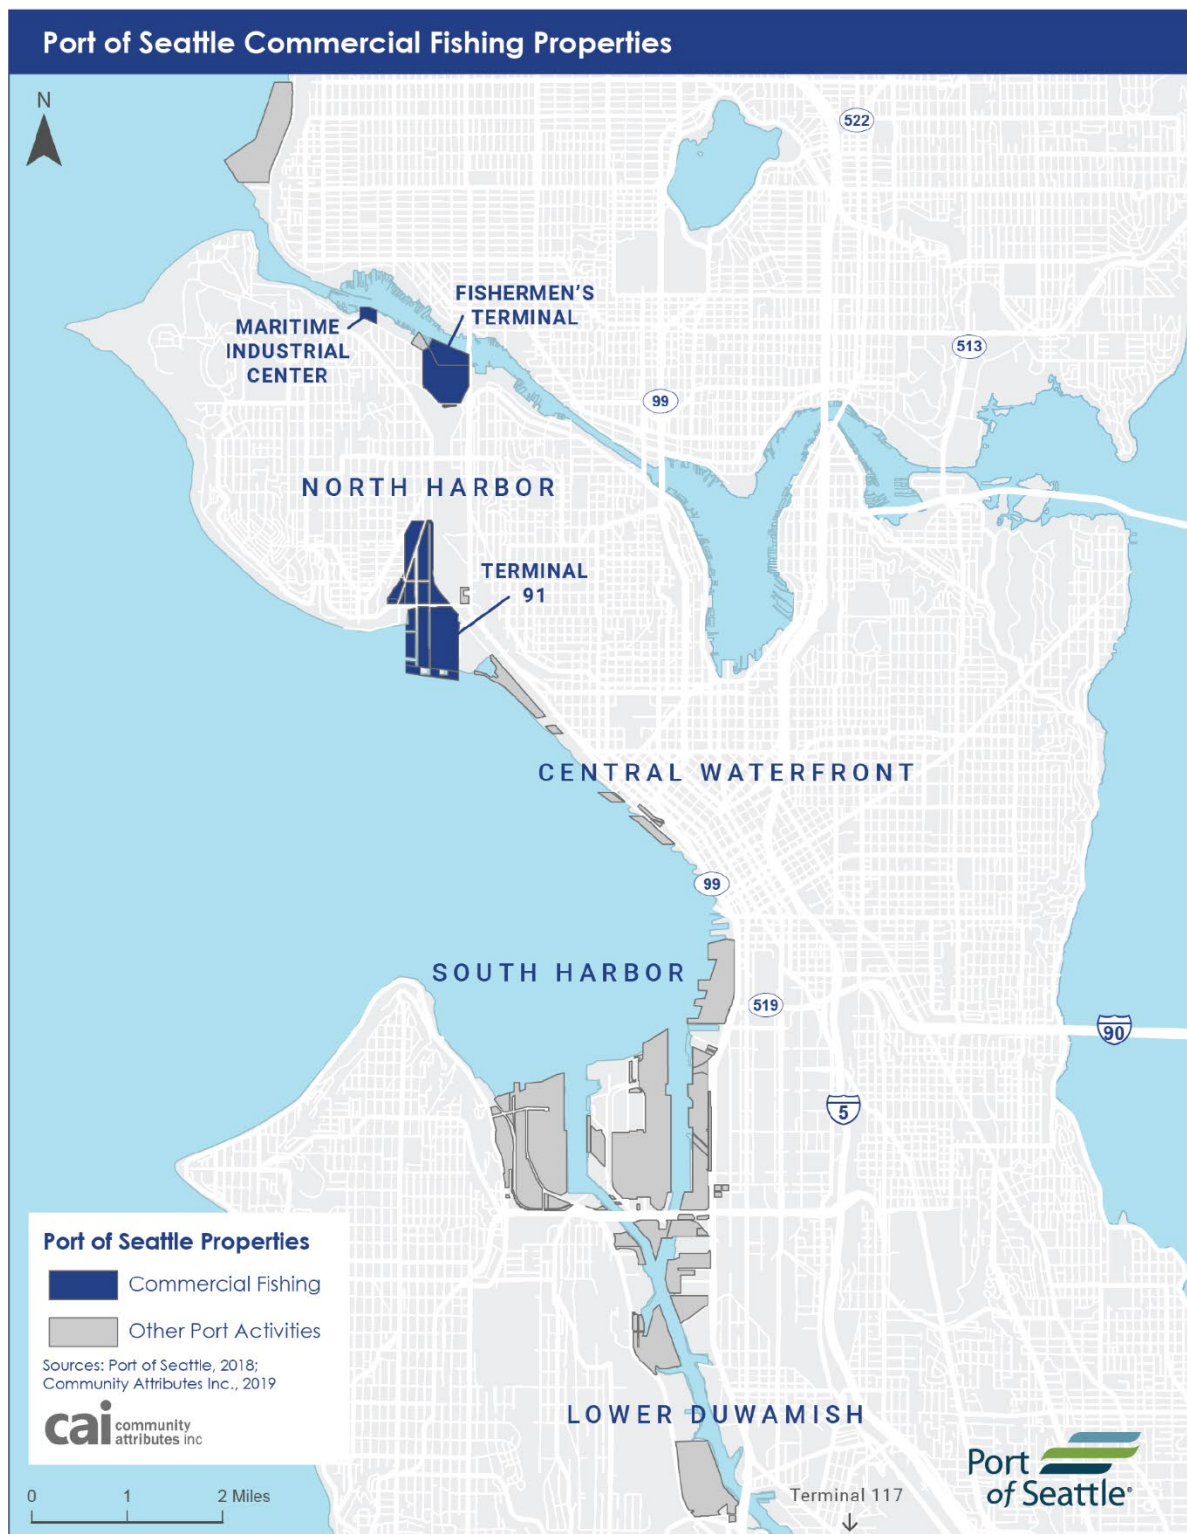 Port of Seattle Commercial Fishing Properties
N
522
FISHERMEN'S
TERMINAL
MARITIME
INDUSTRIAL
CENTER
513
99
NORTH HARBOR
TERMINAL
91
CENTRAL WATERFRONT
99
SOUTH HARBOR
519
90
5
Port of Seattle Properties
Commercial Fishing
Other Port Activities
Sources: Port of Seattle, 2018;
Community Attributes Inc., 2019
cai community
attributes inc
LOWER DUWAMISH
Port
of Seattle
0 1 2 Miles
Terminal 117